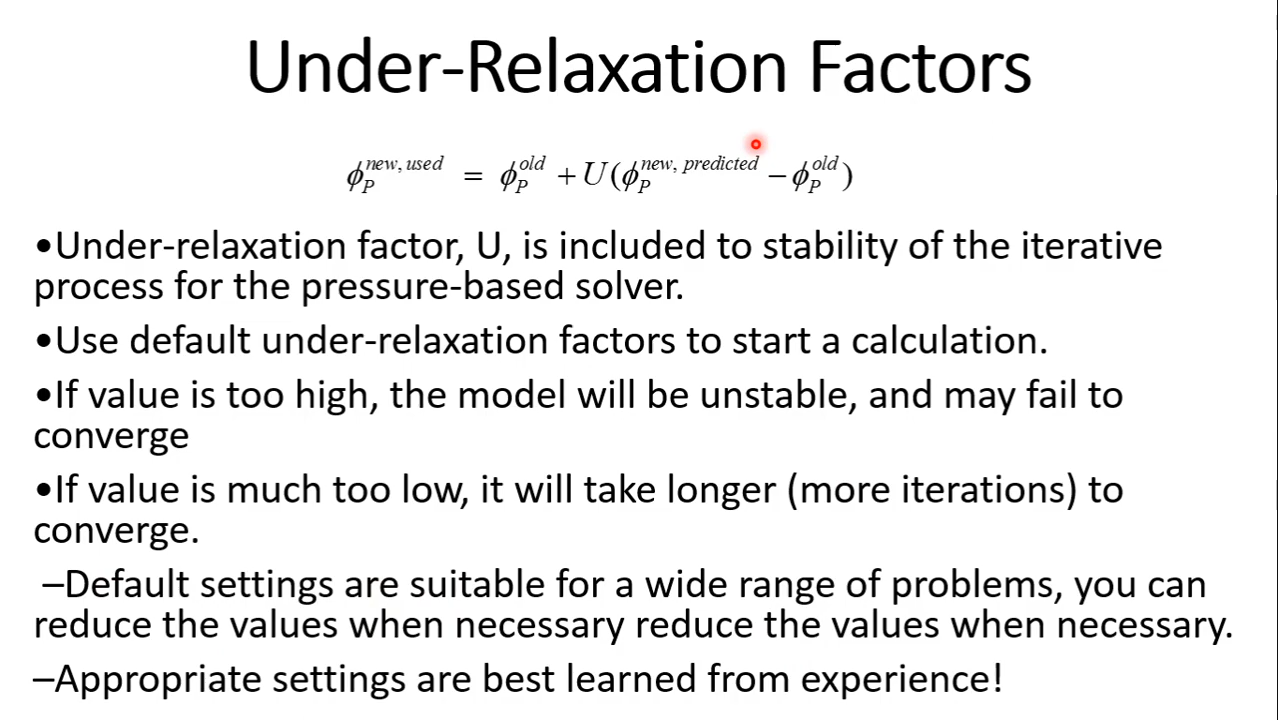 Under-Relaxation Factors
ϕ_P^{new, used} = ϕ_P^{old} + U(ϕ_P^{new, predicted} − ϕ_P^{old})
•Under-relaxation factor, U, is included to stability of the iterative
process for the pressure-based solver.
•Use default under-relaxation factors to start a calculation.
•If value is too high, the model will be unstable, and may fail to
converge
•If value is much too low, it will take longer (more iterations) to
converge.
–Default settings are suitable for a wide range of problems, you can
reduce the values when necessary reduce the values when necessary.
–Appropriate settings are best learned from experience!